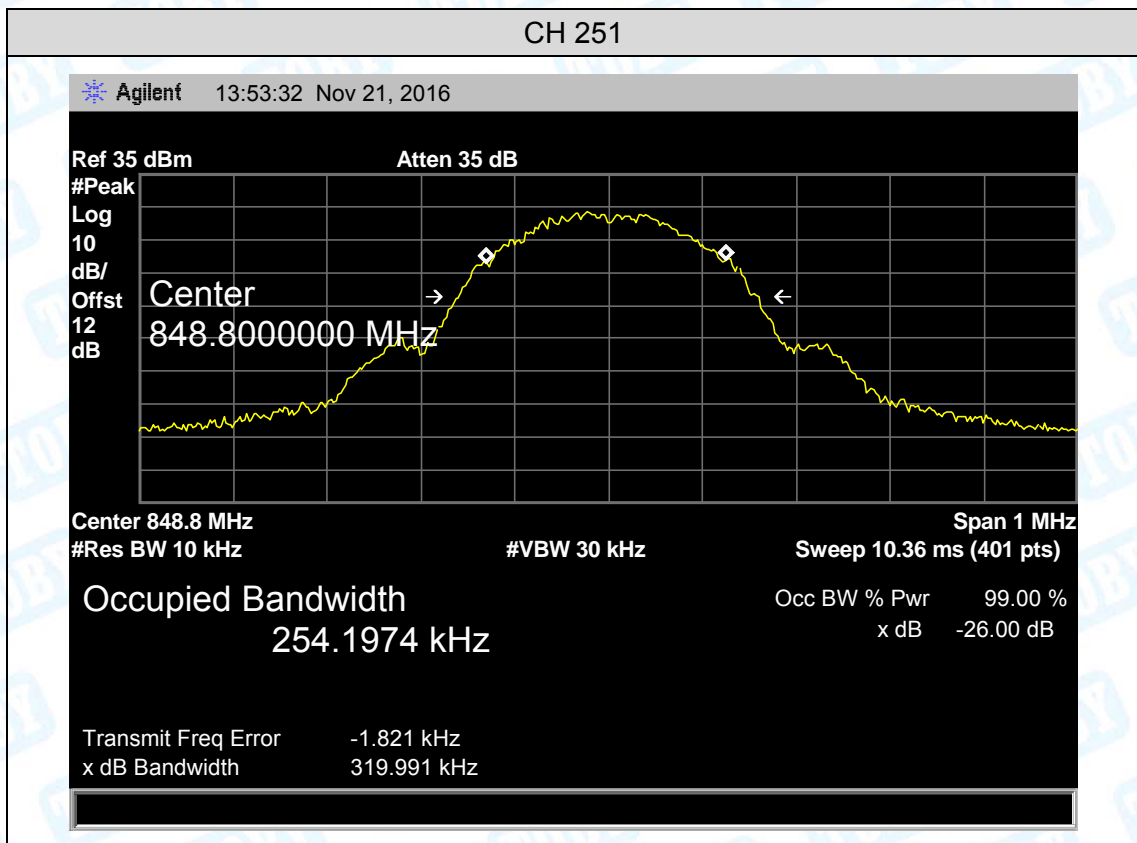 CH 251
Agilent 13:53:32 Nov 21, 2016
Ref 35 dBm Atten 35 dB
#Peak
Log
10
dB/
Offst
12
dB
Center
848.8000000 MHz
Center 848.8 MHz Span 1 MHz
#Res BW 10 kHz #VBW 30 kHz Sweep 10.36 ms (401 pts)
Occupied Bandwidth Occ BW % Pwr 99.00 %
254.1974 kHz x dB -26.00 dB
Transmit Freq Error -1.821 kHz
x dB Bandwidth 319.991 kHz